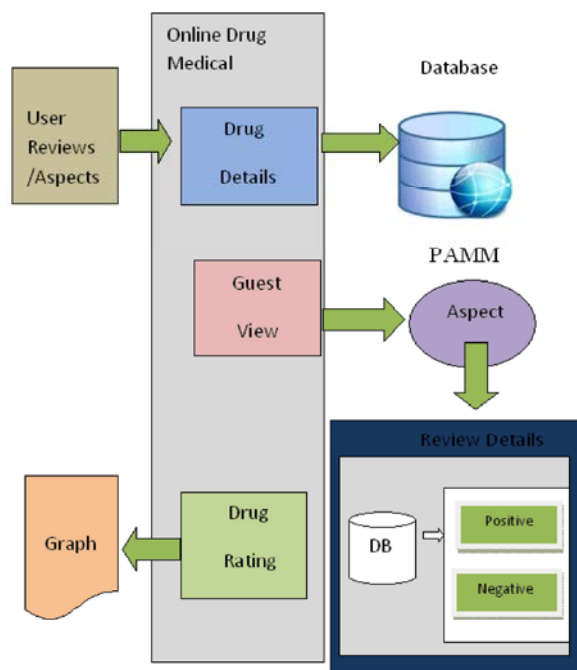 Online Drug
Medical
Database
User
Reviews
/Aspects
Drug
Details
PAMM
Guest
View
Aspect
Review Details
Drug
Rating
Graph
DB
Positive
Negative